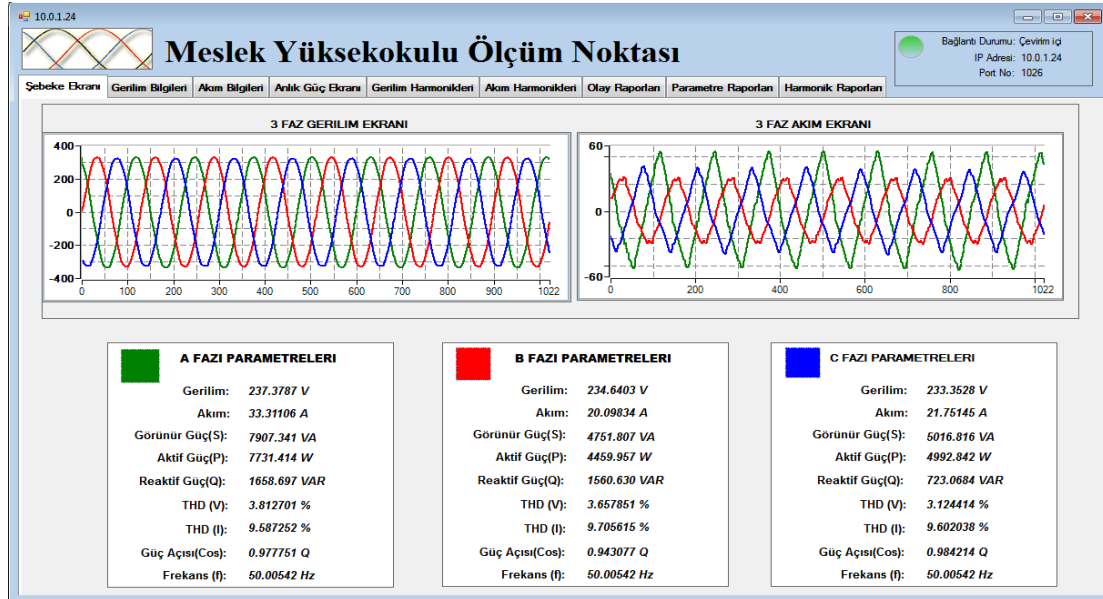 10.0.1.24
Meslek Yüksekokulu Ölçüm Noktası
Bağlantı Durumu: Çevirim içi
IP Adresi: 10.0.1.24
Port No: 1026
Şebeke Ekranı Gerilim Bilgileri Akım Bilgileri Anlık Güç Ekranı Gerilim Harmonikleri Akım Harmonikleri Olay Raporları Parametre Raporları Harmonik Raporları
3 FAZ GERILIM EKRANI
400
200
0
-200
-400
0 100 200 300 400 500 600 700 800 900 1022
3 FAZ AKIM EKRANI
60
0
-60
0 200 400 600 800 1022
A FAZI PARAMETRELERI
Gerilim: 237.3787 V
Akım: 33.31106 A
Görünür Güç(S): 7907.341 VA
Aktif Güç(P): 7731.414 W
Reaktif Güç(Q): 1658.697 VAR
THD (V): 3.812701 %
THD (I): 9.587252 %
Güç Açısı(Cos): 0.977751 Q
Frekans (f): 50.00542 Hz
B FAZI PARAMETRELERI
Gerilim: 234.6403 V
Akım: 20.09834 A
Görünür Güç(S): 4751.807 VA
Aktif Güç(P): 4459.957 W
Reaktif Güç(Q): 1560.630 VAR
THD (V): 3.657851 %
THD (I): 9.705615 %
Güç Açısı(Cos): 0.943077 Q
Frekans (f): 50.00542 Hz
C FAZI PARAMETRELERI
Gerilim: 233.3528 V
Akım: 21.75145 A
Görünür Güç(S): 5016.816 VA
Aktif Güç(P): 4992.842 W
Reaktif Güç(Q): 723.0684 VAR
THD (V): 3.124414 %
THD (I): 9.602038 %
Güç Açısı(Cos): 0.984214 Q
Frekans (f): 50.00542 Hz